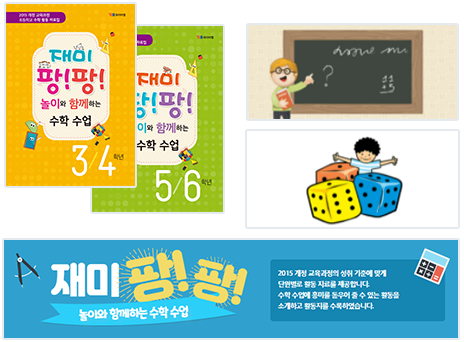 2015 개정 교육과정
초등학교 수학 활동 자료집
재미
팡!팡!
놀이와 함께하는
수학 수업
3/4 학년
재미
팡!팡!
놀이와 함께하는
수학 수업
5/6 학년
?
재미 팡!팡!
놀이와 함께하는 수학 수업
2015 개정 교육과정의 성취 기준에 맞게
단원별로 활동 자료를 제공합니다.
수학 수업에 흥미를 돋우어 줄 수 있는 활동을
소개하고 활동지를 수록하였습니다.